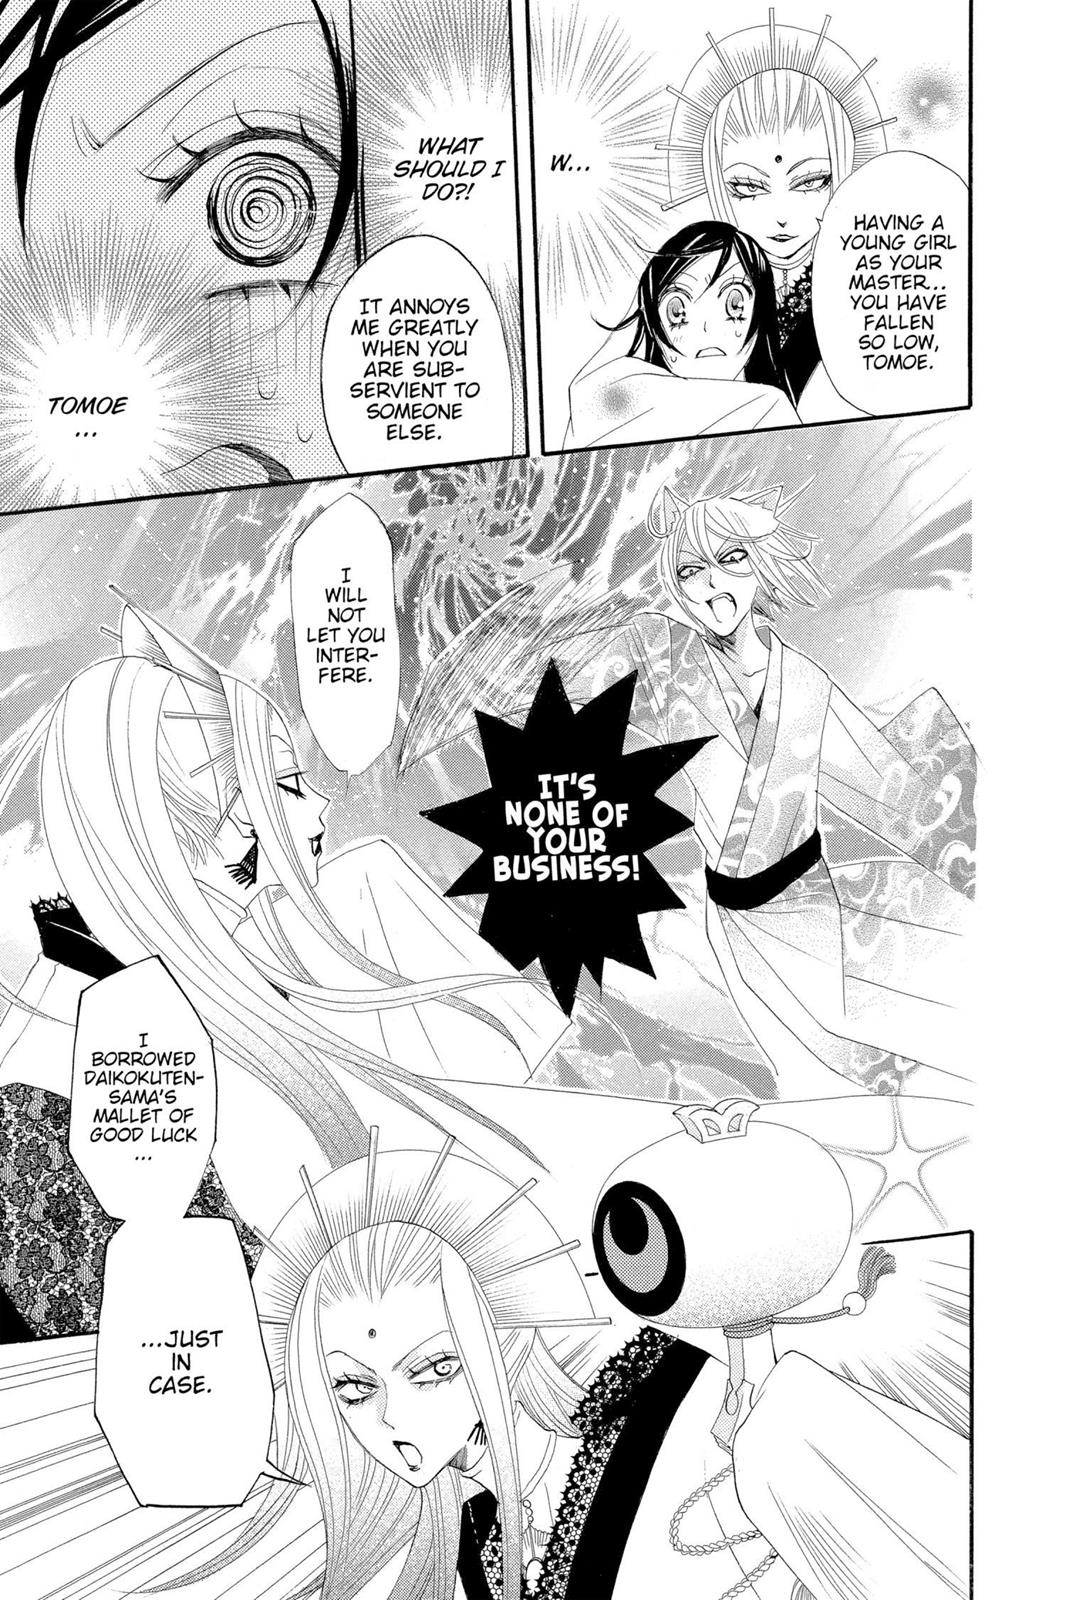 HAVING A
YOUNG GIRL
AS YOUR
MASTER..
YOU HAVE
FALLEN
SO LOW,
TOMOE.
W...
WHAT
SHOULD I
DO?!
IT ANNOYS
ME GREATLY
WHEN YOU
ARE SUB-
SERVIENT TO
SOMEONE
ELSE.
TOMOE
...
IT'S
NONE OF
YOUR
BUSINESS!
I
WILL
NOT
LET YOU
INTER-
FERE.
I
BORROWED
DAIKOKUTEN-
SAMA'S
MALLET OF
GOOD LUCK
...
...JUST
IN
CASE.